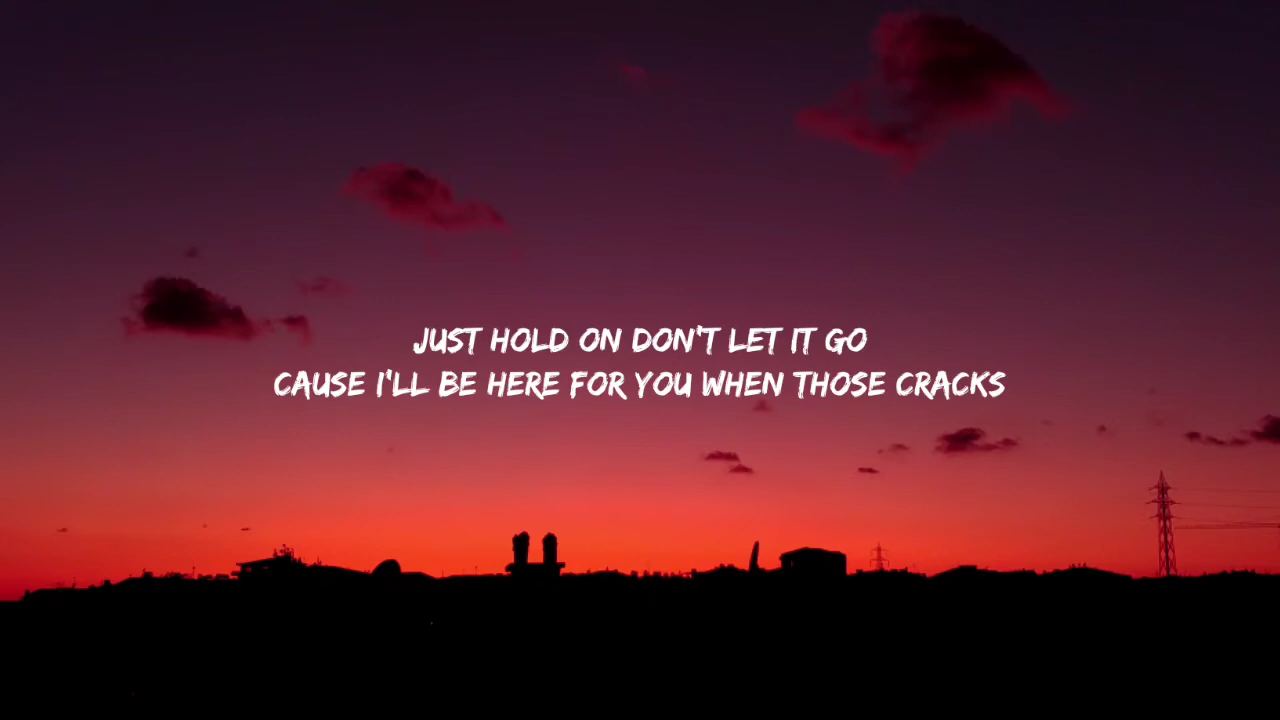 JUST HOLD ON DON'T LET IT GO
CAUSE I'LL BE HERE FOR YOU WHEN THOSE CRACKS